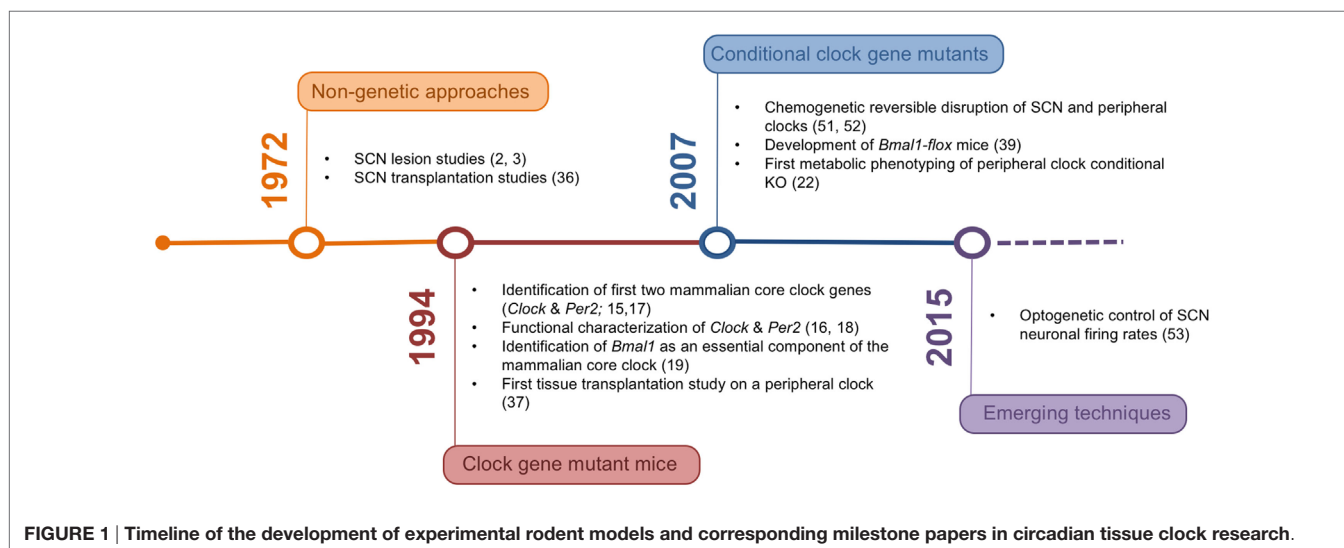 Non-genetic approaches
1972
• SCN lesion studies (2, 3)
• SCN transplantation studies (36)
1994
• Identification of first two mammalian core clock genes
(Clock & Per2; 15,17)
• Functional characterization of Clock & Per2 (16, 18)
• Identification of Bmal1 as an essential component of the
mammalian core clock (19)
• First tissue transplantation study on a peripheral clock
(37)
Clock gene mutant mice
Conditional clock gene mutants
2007
• Chemogenetic reversible disruption of SCN and peripheral
clocks (51, 52)
• Development of Bmal1-flox mice (39)
• First metabolic phenotyping of peripheral clock conditional
KO (22)
2015
• Optogenetic control of SCN
neuronal firing rates (53)
Emerging techniques
FIGURE 1 | Timeline of the development of experimental rodent models and corresponding milestone papers in circadian tissue clock research.